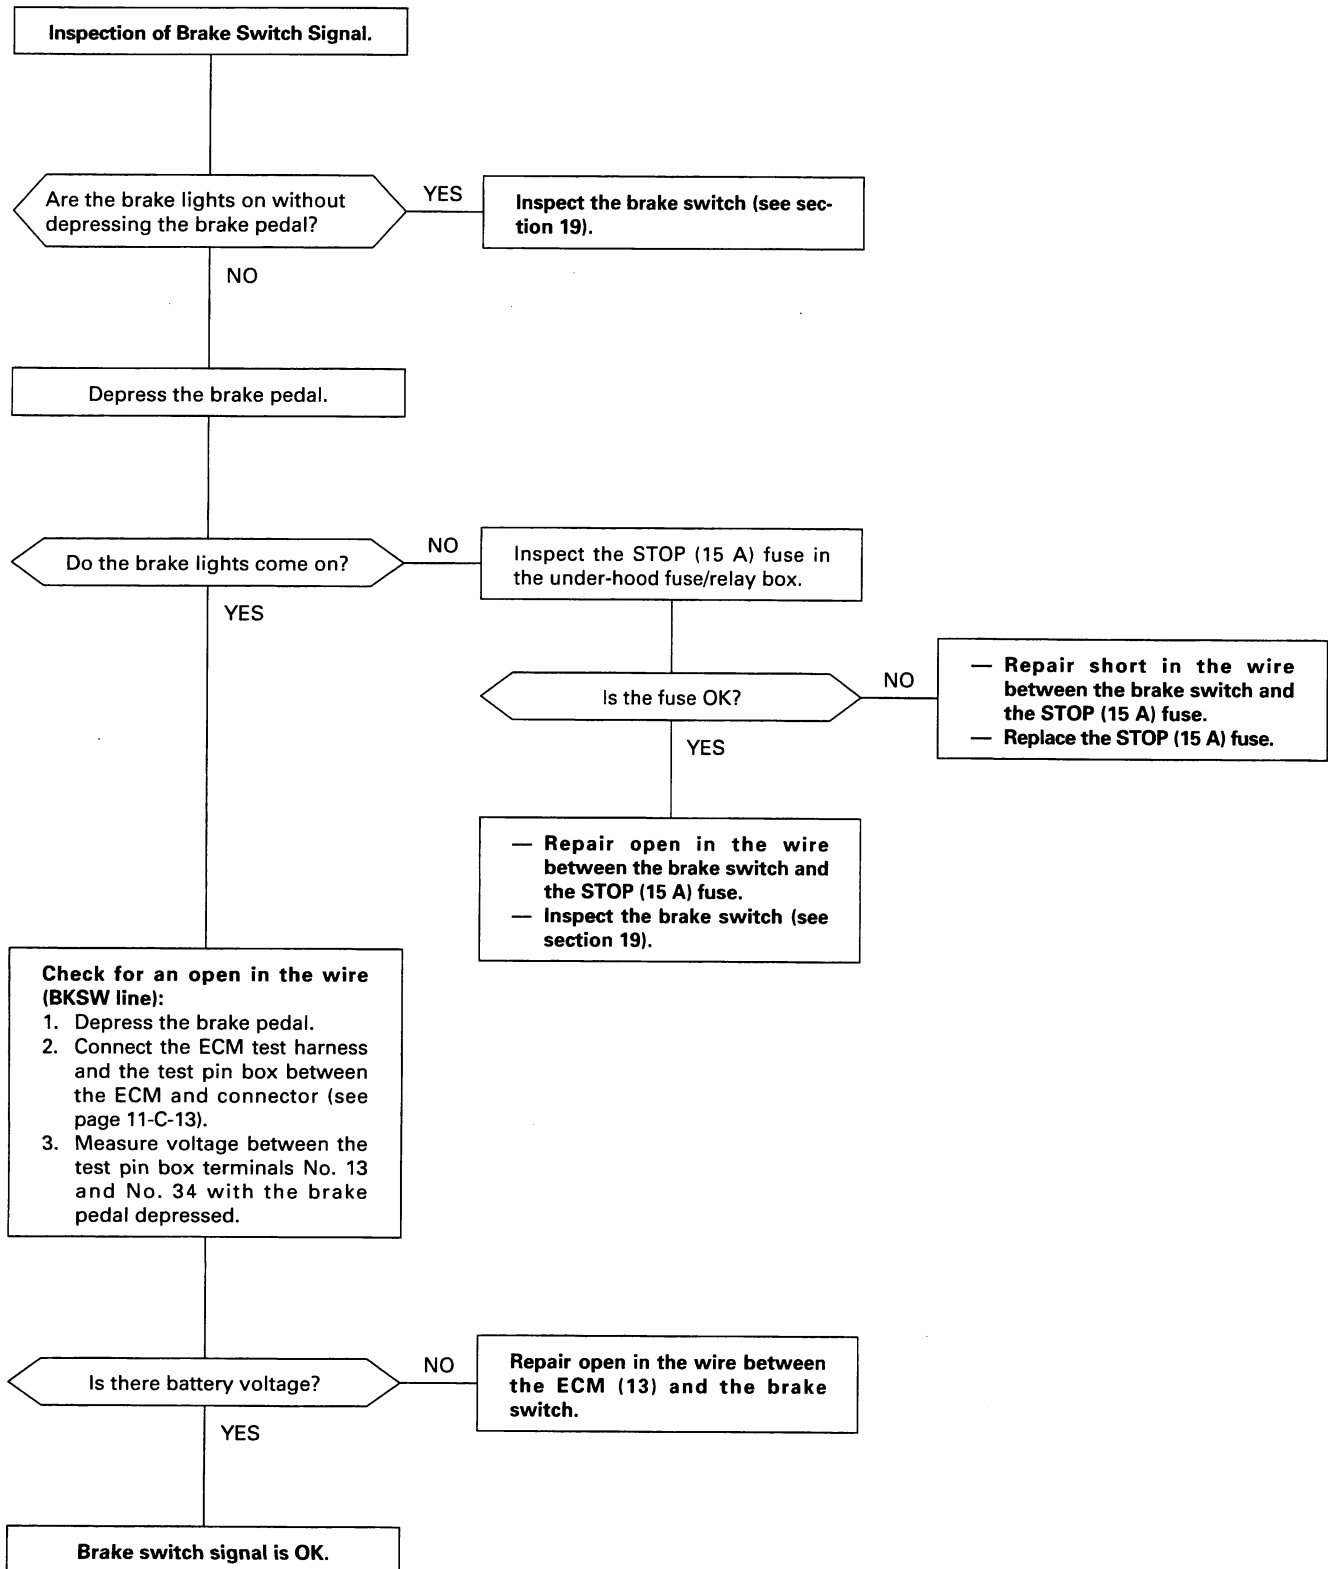 Inspection of Brake Switch Signal.
Are the brake lights on without
depressing the brake pedal?
YES
Inspect the brake switch (see sec-
tion 19).
NO
Depress the brake pedal.
Do the brake lights come on?
NO
Inspect the STOP (15 A) fuse in
the under-hood fuse/relay box.
YES
Is the fuse OK?
NO
— Repair short in the wire
between the brake switch and
the STOP (15 A) fuse.
— Replace the STOP (15 A) fuse.
YES
— Repair open in the wire
between the brake switch and
the STOP (15 A) fuse.
— Inspect the brake switch (see
section 19).
Check for an open in the wire
(BKSW line):
1. Depress the brake pedal.
2. Connect the ECM test harness
and the test pin box between
the ECM and connector (see
page 11-C-13).
3. Measure voltage between the
test pin box terminals No. 13
and No. 34 with the brake
pedal depressed.
Is there battery voltage?
NO
Repair open in the wire between
the ECM (13) and the brake
switch.
YES
Brake switch signal is OK.